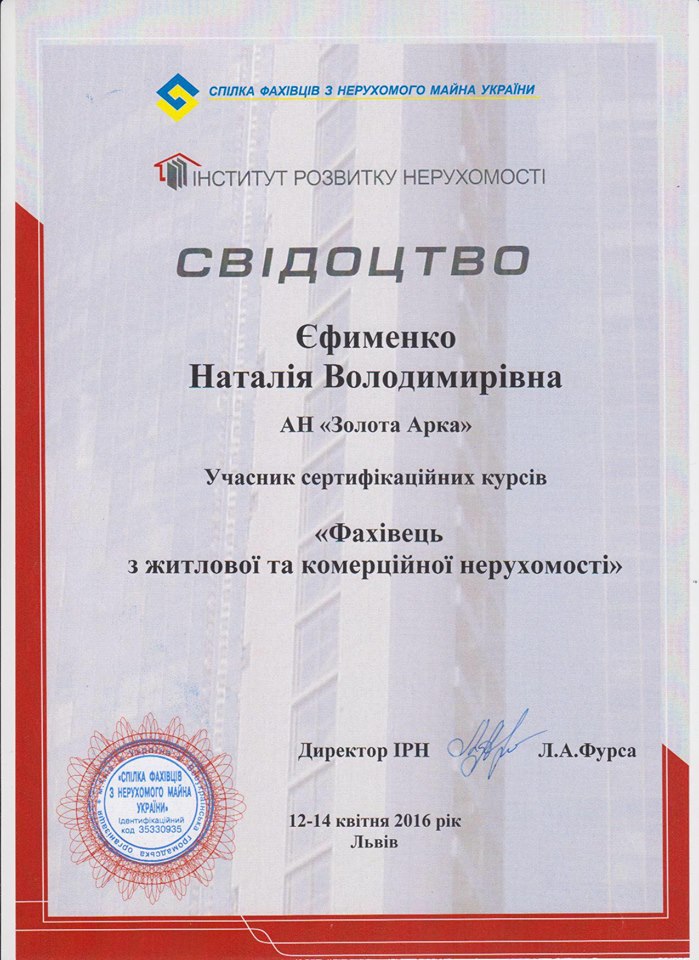 СПІЛКА ФАХІВЦІВ З НЕРУХОМОГО МАЙНА УКРАЇНИ
ІНСТИТУТ РОЗВИТКУ НЕРУХОМОСТІ
СВІДОЦТВО
Єфименко
Наталія Володимирівна
АН «Золота Арка»
Учасник сертифікаційних курсів
«Фахівець
з житлової та комерційної нерухомості»
Директор ІРН Л.А.Фурса
12-14 квітня 2016 рік
Львів
«СПІЛКА ФАХІВЦІВ
З НЕРУХОМОГО МАЙНА
УКРАЇНИ»
Ідентифікаційний
код 35330935
Всеукраїнська громадська організація